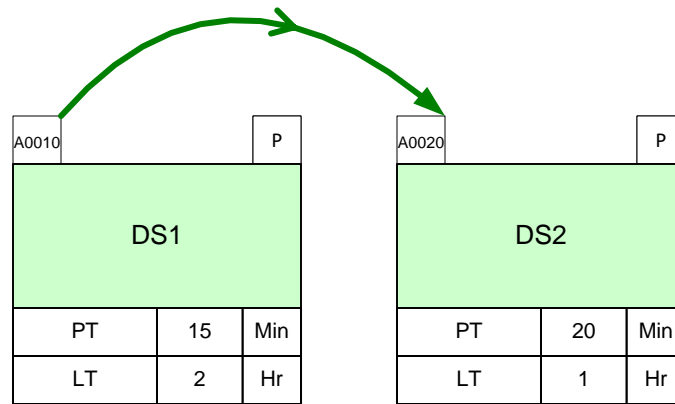 A0010 P A0020 P
DS1 DS2
PT 15 Min PT 20 Min
LT 2 Hr LT 1 Hr